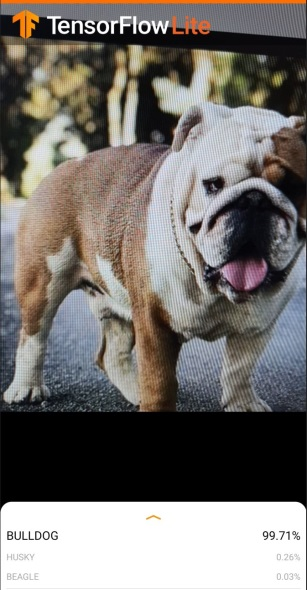 TensorFlow Lite
BULLDOG 99.71%
HUSKY 0.26%
BEAGLE 0.03%